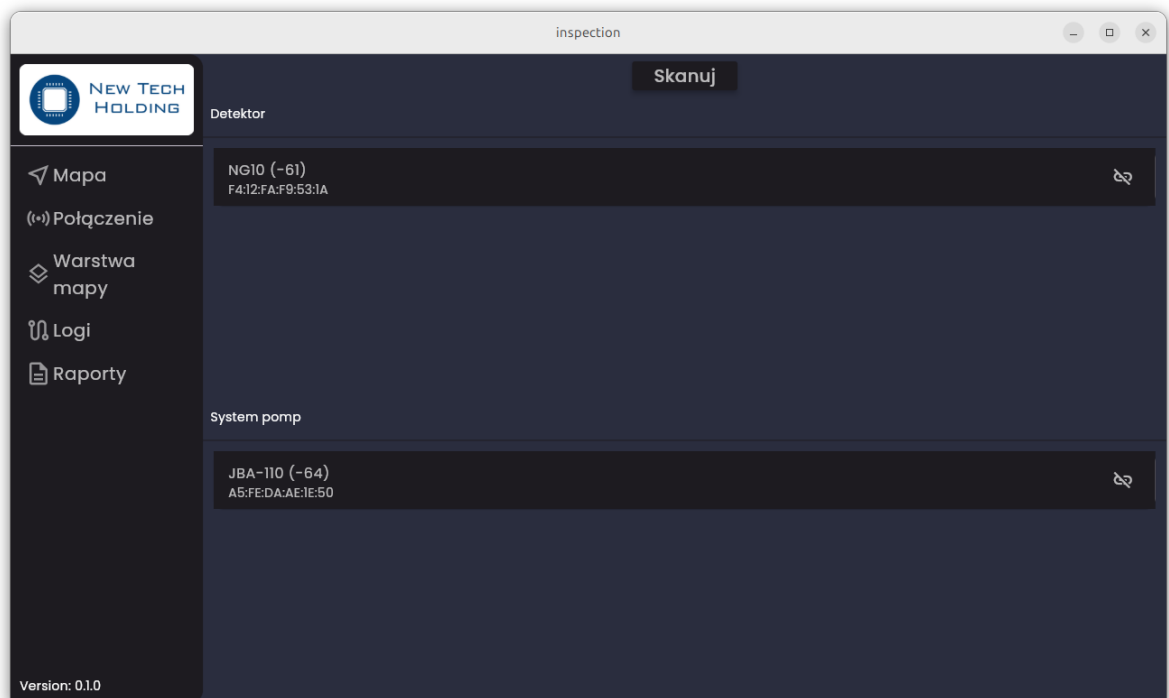 inspection
NEW TECH
HOLDING
Mapa
Połączenie
Warstwa
mapy
Logi
Raporty
Version: 0.1.0
Skanuj
Detektor
NG10 (-61)
F4:12:FA:F9:53:1A
System pomp
JBA-110 (-64)
A5:FE:DA:AE:1E:50